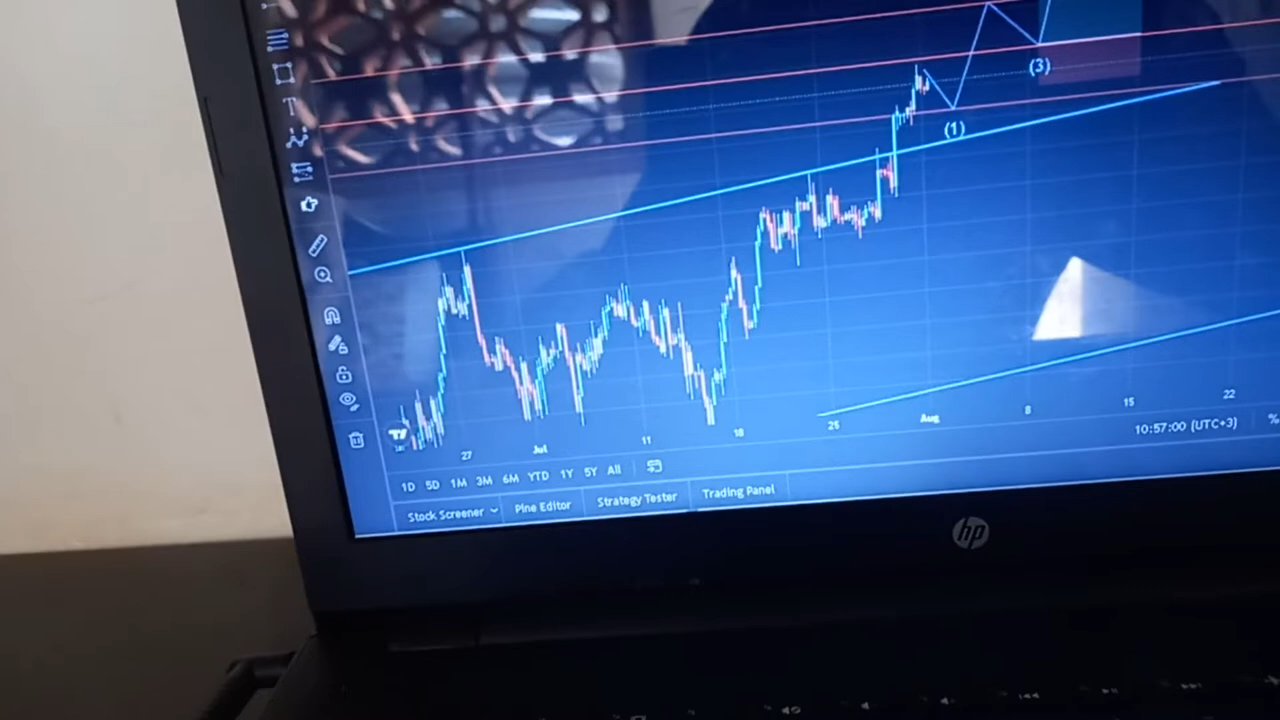 (3)
(1)
27 Jul 11 18 25 Aug 8 15 22
10:57:00 (UTC+3) %
1D 5D 1M 3M 6M YTD 1Y 5Y All
Stock Screener Pine Editor Strategy Tester Trading Panel
hp